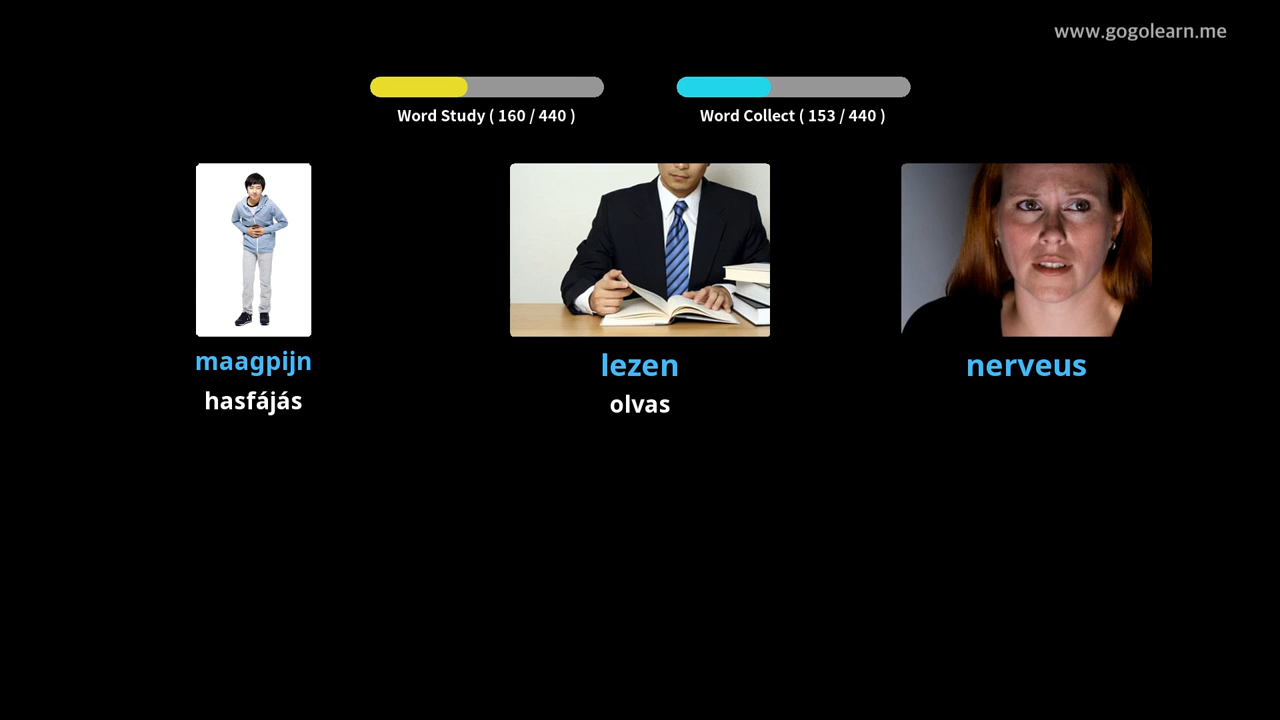 www.gogolearn.me
Word Study ( 160 / 440 )
Word Collect ( 153 / 440 )
maagpijn
hasfájás
lezen
olvas
nerveus